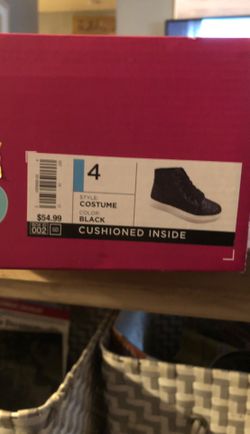 4
STYLE:
COSTUME
COLOR:
BLACK
$54.99
002
CUSHIONED INSIDE